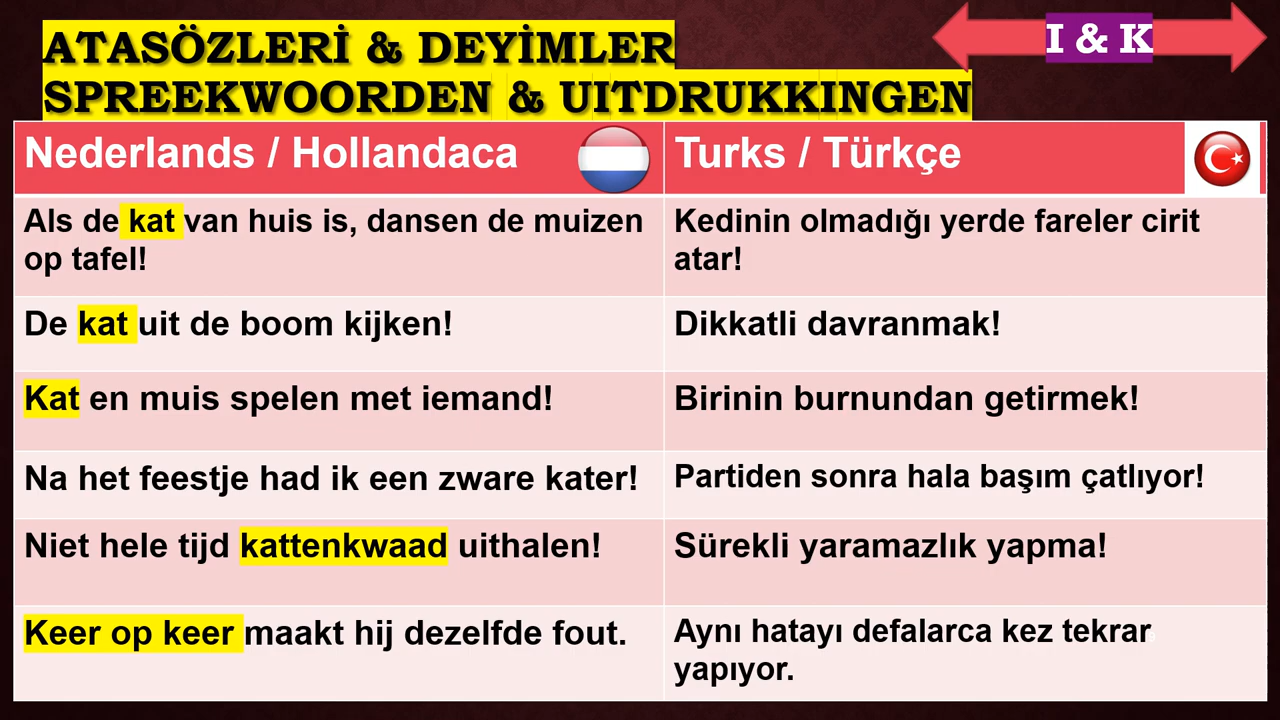 ATASÖZLERİ & DEYİMLER
SPREEKWOORDEN & UITDRUKKINGEN
I & K
Nederlands / Hollandaca
Turks / Türkçe
Als de kat van huis is, dansen de muizen
op tafel!
Kedinin olmadığı yerde fareler cirit
atar!
De kat uit de boom kijken!
Dikkatli davranmak!
Kat en muis spelen met iemand!
Birinin burnundan getirmek!
Na het feestje had ik een zware kater!
Partiden sonra hala başım çatlıyor!
Niet hele tijd kattenkwaad uithalen!
Sürekli yaramazlık yapma!
Keer op keer maakt hij dezelfde fout.
Aynı hatayı defalarca kez tekrar
yapıyor.